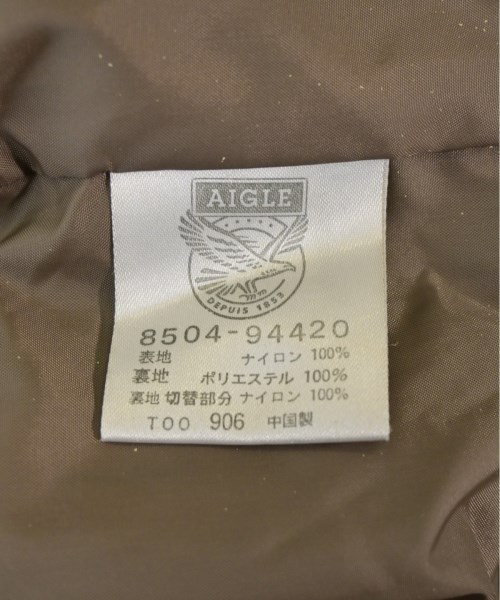 AIGLE
DEPUIS 1853
8504-94420
表地 ナイロン 100%
裏地 ポリエステル 100%
裏地 切替部分 ナイロン 100%
TOO 906 中国製